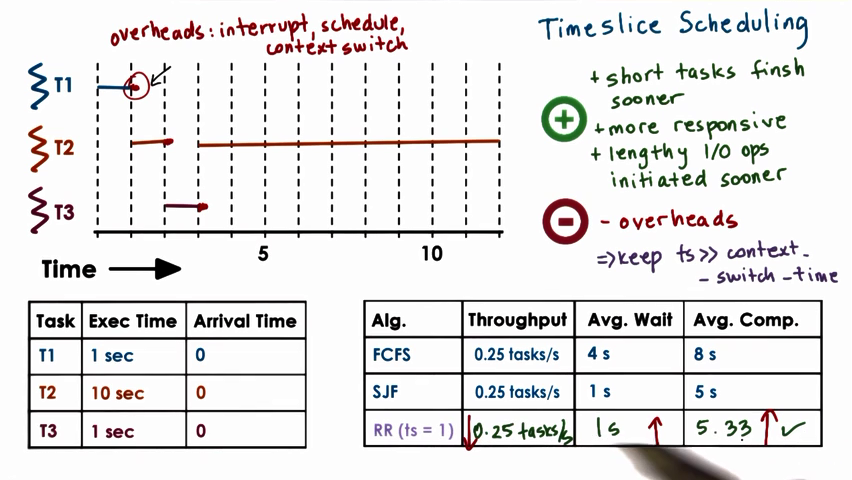 overheads: interrupt, schedule,
context switch
Timeslice Scheduling
+ short tasks finsh
sooner
+ more responsive
+ lengthy I/O ops
initiated sooner
- overheads
=> keep ts >> context-
- switch - time
T1
T2
T3
5
10
Time
Task Exec Time Arrival Time
T1 1 sec 0
T2 10 sec 0
T3 1 sec 0
Alg. Throughput Avg. Wait Avg. Comp.
FCFS 0.25 tasks/s 4 s 8 s
SJF 0.25 tasks/s 1 s 5 s
RR (ts = 1) 0.25 tasks/s 1s 5.33